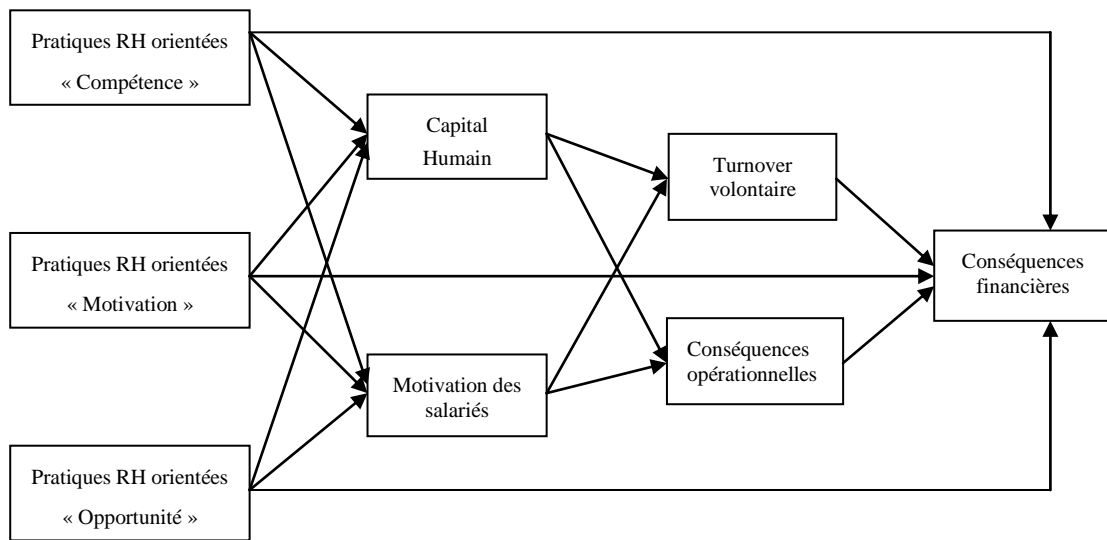 Pratiques RH orientées
« Compétence »
Capital
Humain
Turnover
volontaire
Pratiques RH orientées
« Motivation »
Conséquences
financières
Conséquences
opérationnelles
Motivation des
salariés
Pratiques RH orientées
« Opportunité »